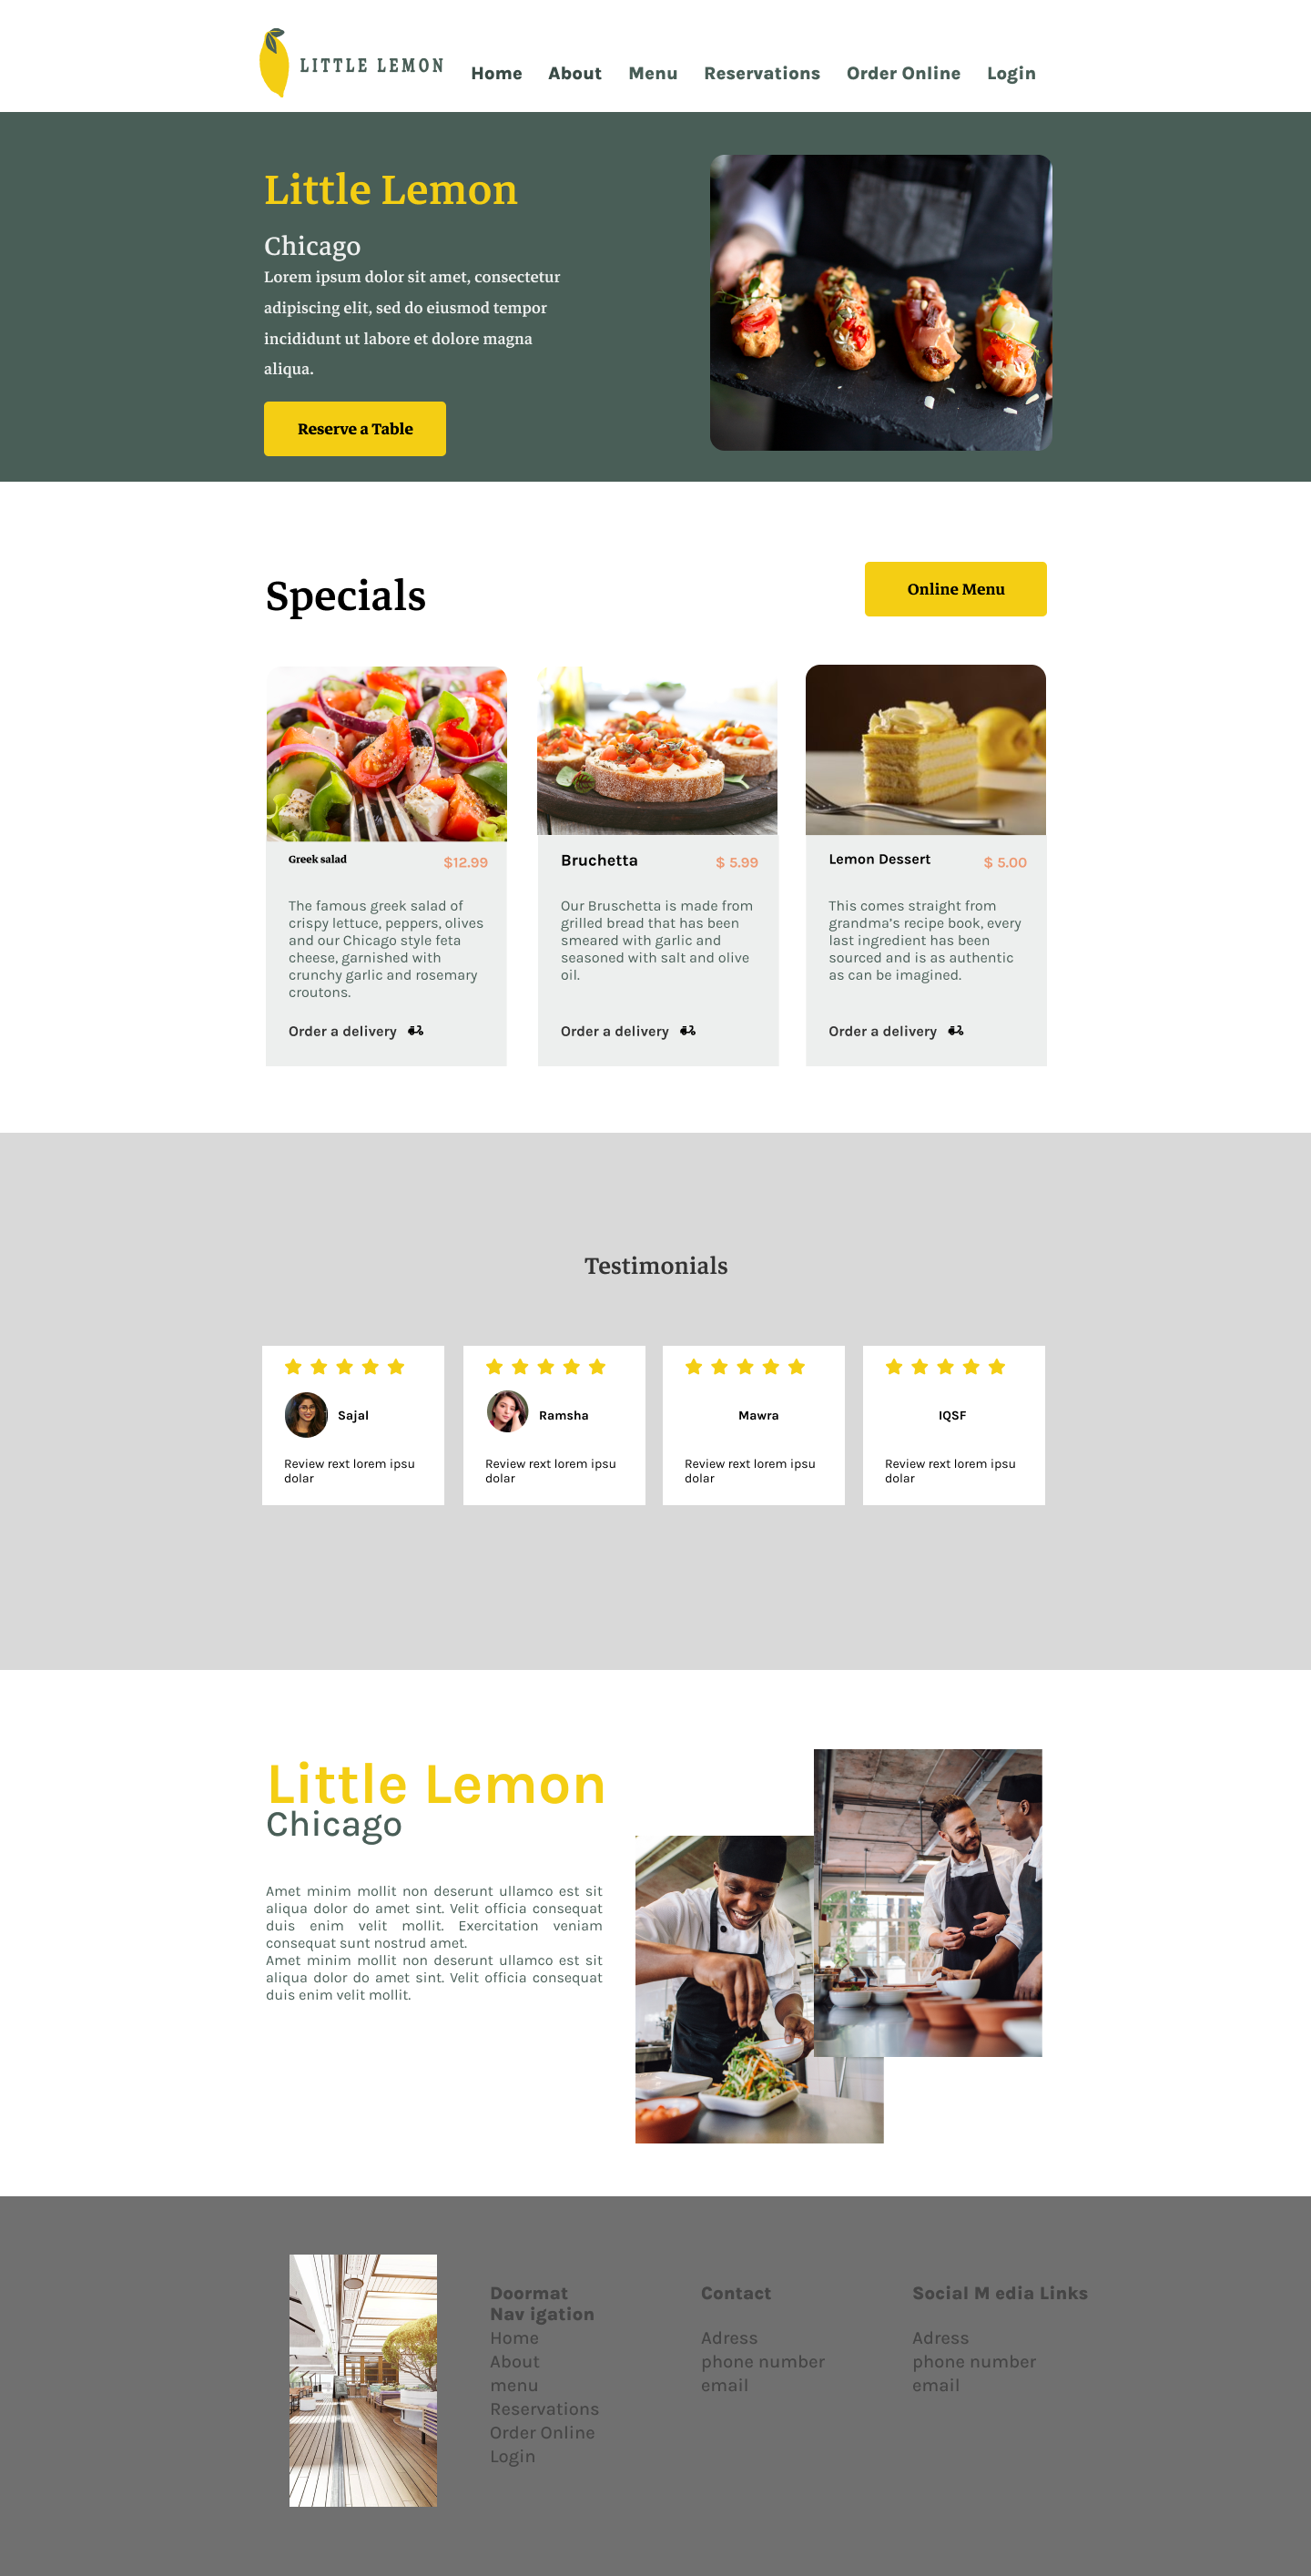 LITTLE LEMON
Home About Menu Reservations Order Online Login
Little Lemon
Chicago
Lorem ipsum dolor sit amet, consectetur
adipiscing elit, sed do eiusmod tempor
incididunt ut labore et dolore magna
aliqua.
Reserve a Table
Specials
Online Menu
Greek salad
$12.99
The famous greek salad of
crispy lettuce, peppers, olives
and our Chicago style feta
cheese, garnished with
crunchy garlic and rosemary
croutons.
Order a delivery
Bruchetta
$ 5.99
Our Bruschetta is made from
grilled bread that has been
smeared with garlic and
seasoned with salt and olive
oil.
Order a delivery
Lemon Dessert
$ 5.00
This comes straight from
grandma's recipe book, every
last ingredient has been
sourced and is as authentic
as can be imagined.
Order a delivery
Testimonials
Sajal
Review rext lorem ipsu
dolar
Ramsha
Review rext lorem ipsu
dolar
Mawra
Review rext lorem ipsu
dolar
IQSF
Review rext lorem ipsu
dolar
Little Lemon
Chicago
Amet minim mollit non deserunt ullamco est sit
aliqua dolor do amet sint. Velit officia consequat
duis enim velit mollit. Exercitation veniam
consequat sunt nostrud amet.
Amet minim mollit non deserunt ullamco est sit
aliqua dolor do amet sint. Velit officia consequat
duis enim velit mollit.
Doormat
Nav igation
Home
About
menu
Reservations
Order Online
Login
Contact
Adress
phone number
email
Social M edia Links
Adress
phone number
email